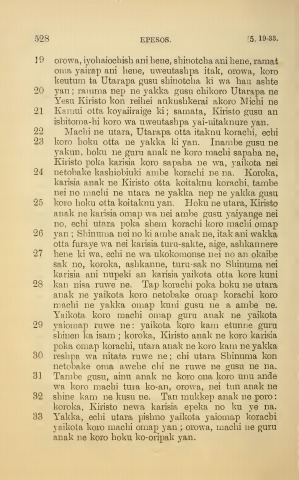 528 EPESOS. [5. 19-33.
19 orowa, iyohaiochish ani hene, shinotcha ani hene, ramat
oma yairap ani hene, uweutashpa itak, orowa, koro
keutum ta Utarapa gusu shinotcha ki wa hau ashte
20 yan; ramma nep ne yakka gusu chikoro Utarapa ne
Yesu Kiristo kon reihei ankushkerai akoro Michi ne
21 Kamui otta koyaiiraige ki; samata, Kiristo gusu an
ishitoma-hi koro wa uweutashpa yai-uitaknure yan.
22 Machi ne utara, Utarapa otta itaknu korachi, echi
23 koro hoku otta ne yakka ki yan. Inambe gusu ne
yakun, hoku ne guru anak ne koro machi sapaha ne,
Kiristo poka karisia koro sapaha ne wa, yaikota nei
24 netobake kashiobiuki ambe korachi ne na. Koroka,
karisia anak ne Kiristo otta koitaknu korachi, tambe
nei no machi ne utara ne yakka nep ne yakka gusu
25 koro hoku otta koitaknu yan. Hoku ne utara, Kiristo
anak ne karisia omap wa nei ambe gusu yaiyange nei
no, echi utara poka shem korachi koro machi omap
26 yan; Shinuma nei no ki ambe anak ne, itak ani wakka
otta furaye wa nei karisia turu-sakte, aige, ashkannere
27 hene ki wa, echi ne wa ukokomonse nei no an okaibe
sak no, koroka, ashkanne, turu-sak no Shinuma nei
karisia ani nupeki an karisia yaikota otta kore kuni
28 kan nisa ruwe ne. Tap korachi poka hoku ne utara
anak ne yaikota koro netobake omap korachi koro
machi ne yakka omap kuni gusu ne a ambe ne.
Yaikota koro machi omap guru anak ne yaikota
29 yaiomap ruwe ne: yaikota koro kam etunne guru
shinen ka isam; koroka, Kiristo anak ne koro karisia
poka omap korachi, utara anak ne koro kam ne yakka
30 reshpa wa nitata ruwe ne; chi utara Shinuma kon
netobake oma awehe chi ne ruwe ne gusu ne na.
31 Tambe gusu, ainu anak ne koro ona koro unu ande
wa koro machi tura ko-an, orowa, nei tun anak ne
32 shine kam ne kusu ne. Tan mukkep anak ne poro:
koroka, Kiristo newa karisia epeka no ku ye na.
33 Yakka, echi utara pishno yaikota yaiomap korachi
yaikota koro machi omap yan; orowa, machi ne guru
anak ne koro hoku ko-oripak yan.